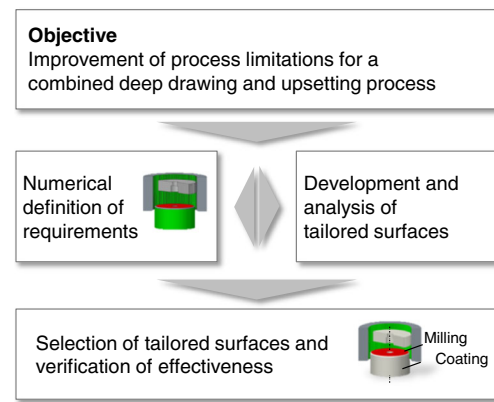 Objective
Improvement of process limitations for a
combined deep drawing and upsetting process
Numerical
definition of
requirements
Development and
analysis of
tailored surfaces
Selection of tailored surfaces and
verification of effectiveness
Milling
Coating